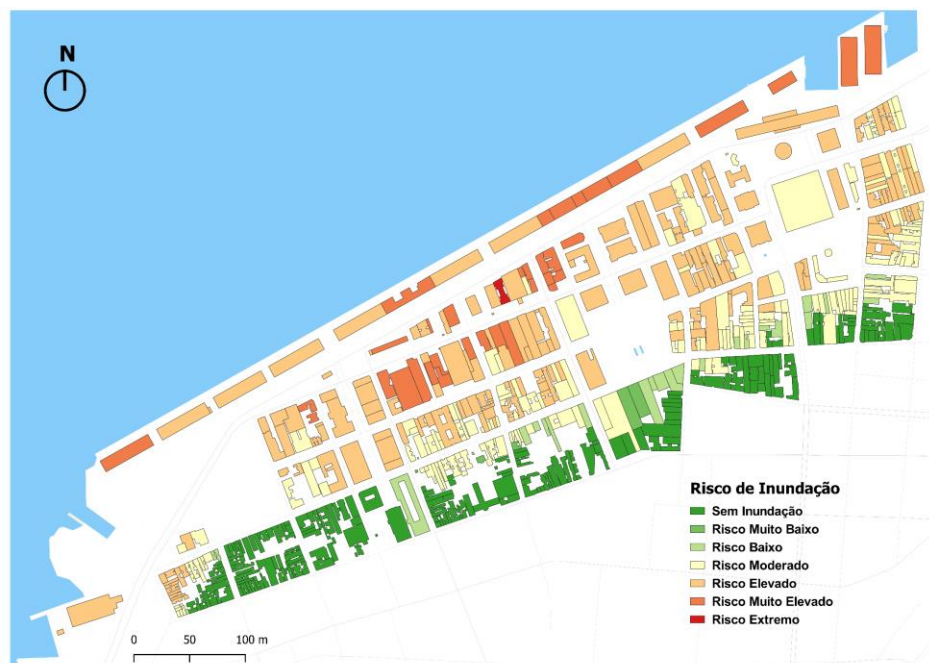 N
Risco de Inundação
Sem Inundação
Risco Muito Baixo
Risco Baixo
Risco Moderado
Risco Elevado
Risco Muito Elevado
Risco Extremo
0 50 100 m